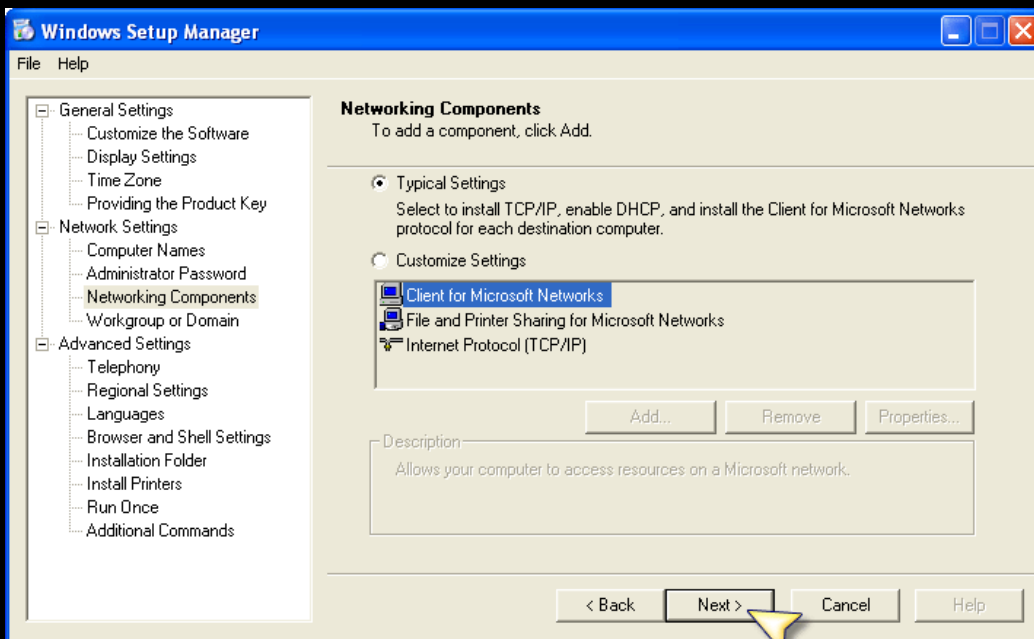 Windows Setup Manager
File Help
General Settings
Customize the Software
Display Settings
Time Zone
Providing the Product Key
Network Settings
Computer Names
Administrator Password
Networking Components
Workgroup or Domain
Advanced Settings
Telephony
Regional Settings
Languages
Browser and Shell Settings
Installation Folder
Install Printers
Run Once
Additional Commands
Networking Components
To add a component, click Add.
Typical Settings
Select to install TCP/IP, enable DHCP, and install the Client for Microsoft Networks
protocol for each destination computer.
Customize Settings
Client for Microsoft Networks
File and Printer Sharing for Microsoft Networks
Internet Protocol (TCP/IP)
Add... Remove Properties...
Description
Allows your computer to access resources on a Microsoft network.
< Back Next > Cancel Help